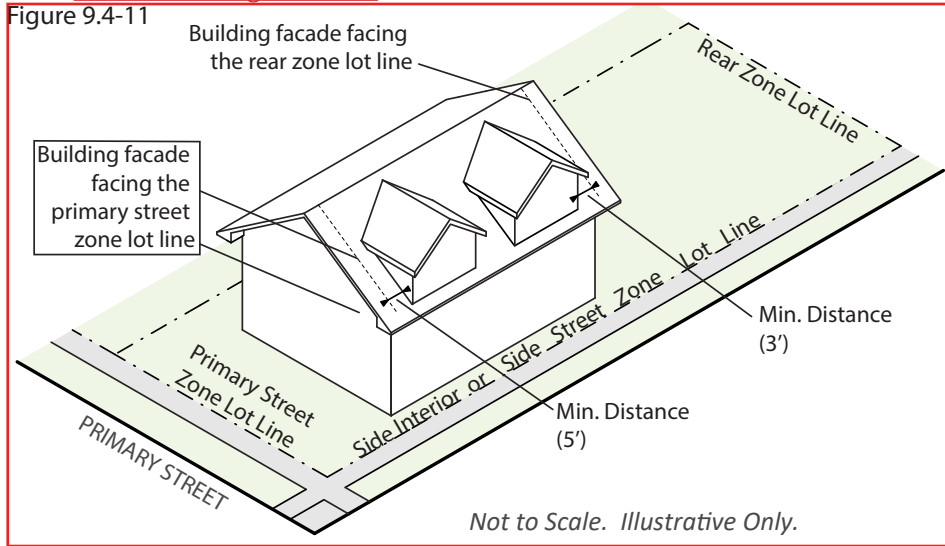 Figure 9.4-11
Building facade facing
the rear zone lot line
Rear Zone Lot Line
Building facade
facing the
primary street
zone lot line
Min. Distance
(3')
Side Interior or Side Street Zone Lot Line
Primary Street
Zone Lot Line
Min. Distance
(5')
PRIMARY STREET
Not to Scale. Illustrative Only.